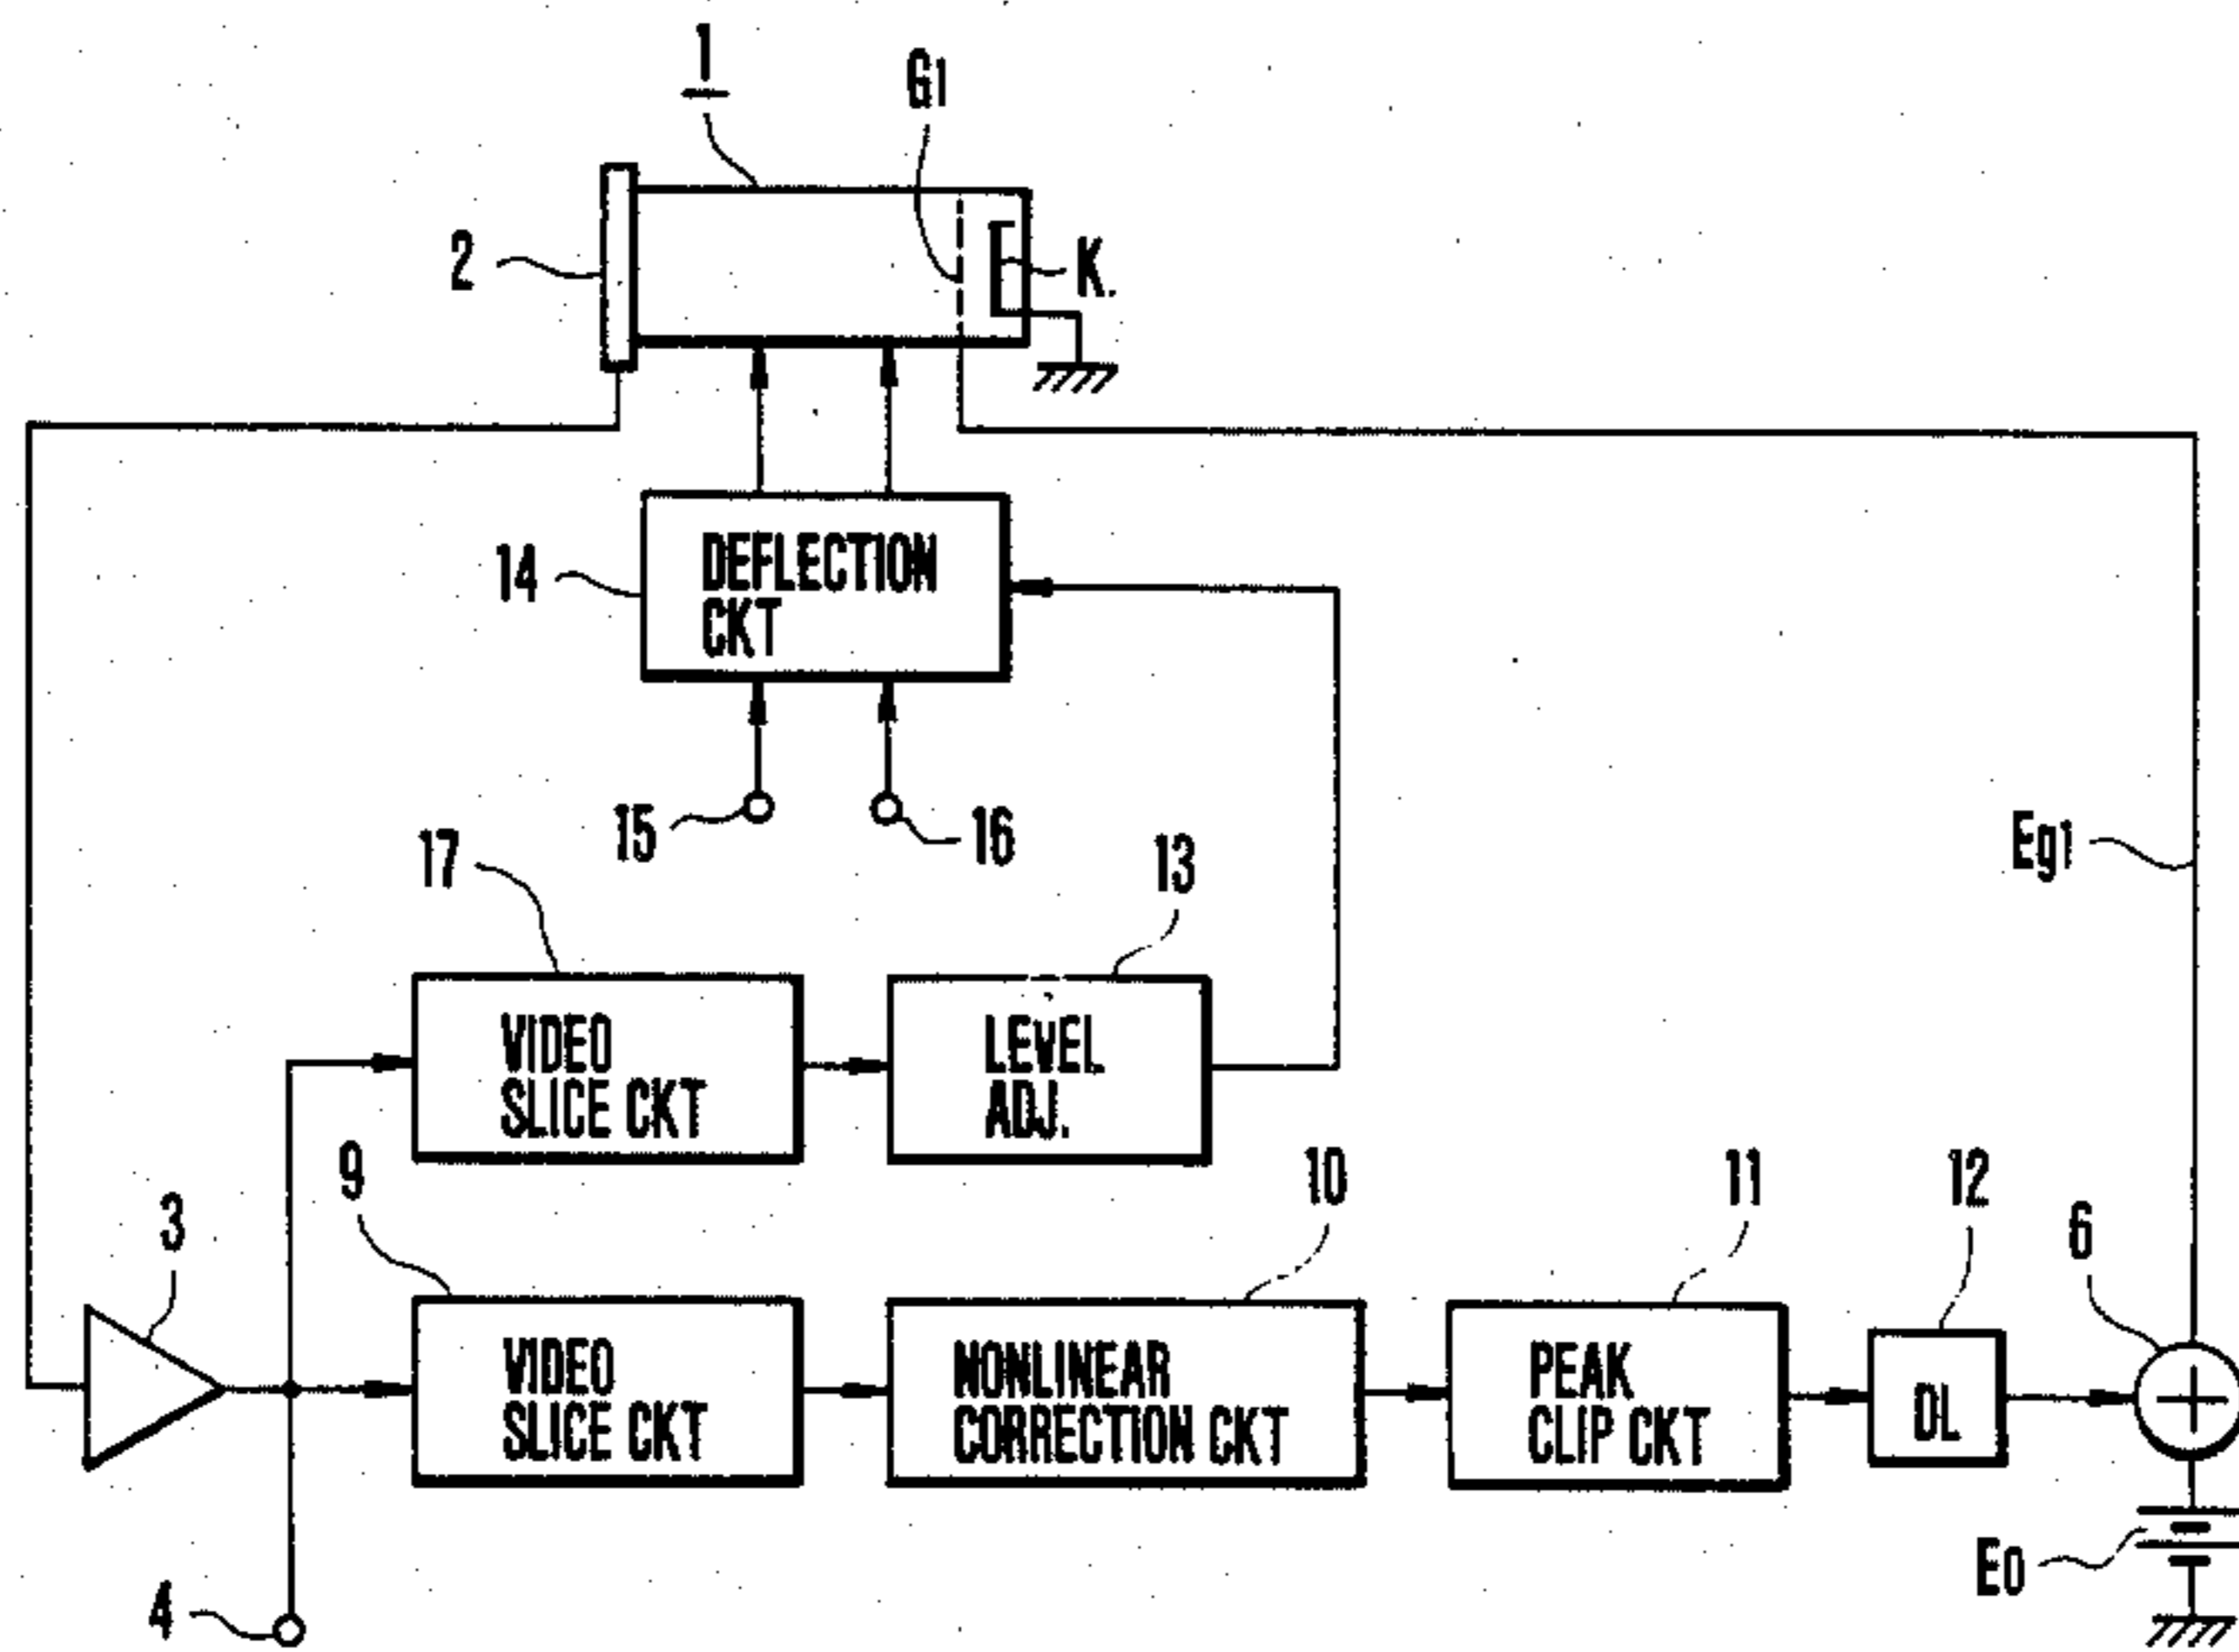 1
G1
2
K.
14
DEFLECTION
CKT
15
16
17
13
Eg1
VIDEO
SLICE CKT
LEVEL
ADJ.
9
10
11
12
3
6
VIDEO
SLICE CKT
NONLINEAR
CORRECTION CKT
PEAK
CLIP CKT
DL
Eo
4